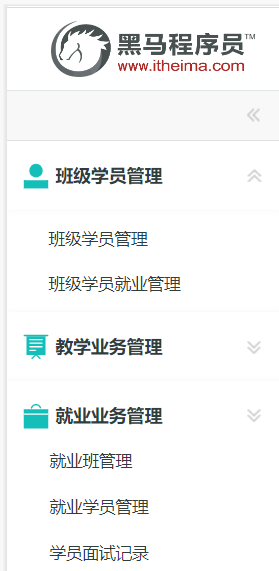 黑马程序员™
www.itheima.com
班级学员管理
班级学员管理
班级学员就业管理
教学业务管理
就业业务管理
就业班管理
就业学员管理
学员面试记录